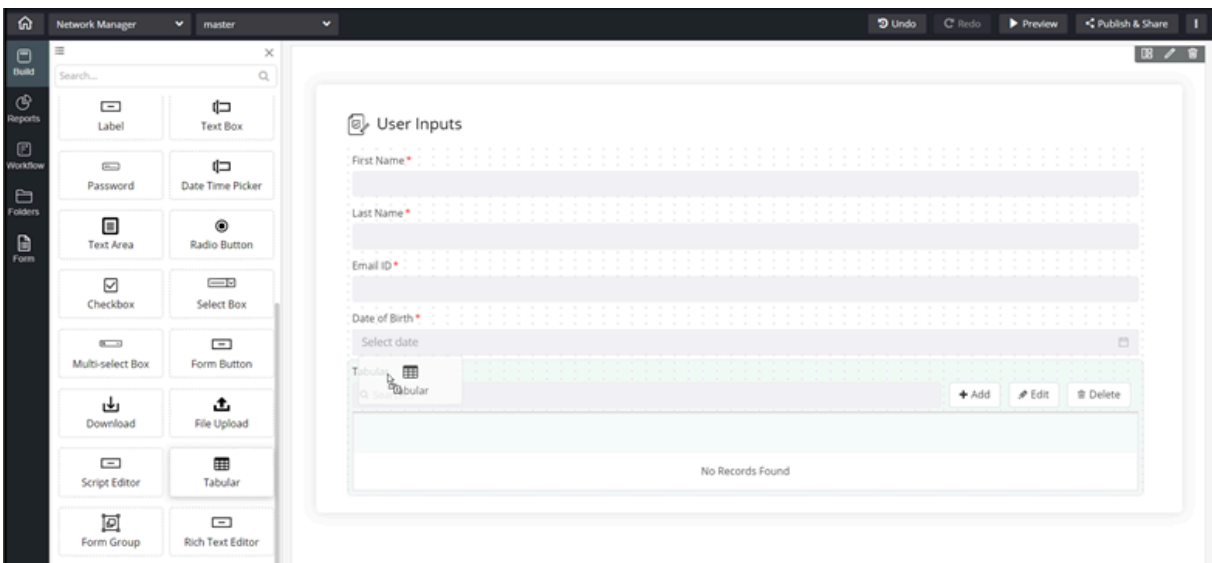 Network Manager master Undo Redo Preview Publish & Share
Build
Reports
Workflow
Folders
Form
Search...
Label Text Box
Password Date Time Picker
Text Area Radio Button
Checkbox Select Box
Multi-select Box Form Button
Download File Upload
Script Editor Tabular
Form Group Rich Text Editor
User Inputs
First Name *
Last Name *
Email ID *
Date of Birth *
Select date
Tabular
Tabular
Add Edit Delete
No Records Found